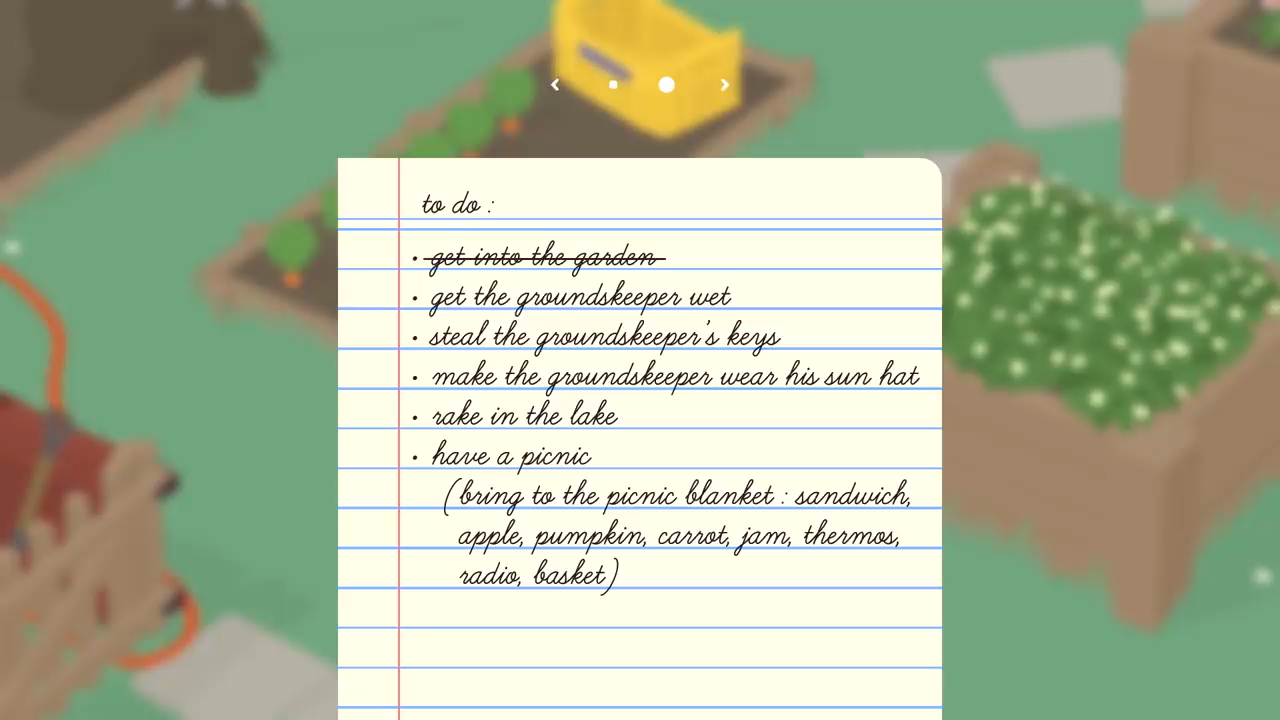 to do :
• get into the garden
• get the groundskeeper wet
• steal the groundskeeper's keys
• make the groundskeeper wear his sun hat
• rake in the lake
• have a picnic
(bring to the picnic blanket : sandwich,
apple, pumpkin, carrot, jam, thermos,
radio, basket)